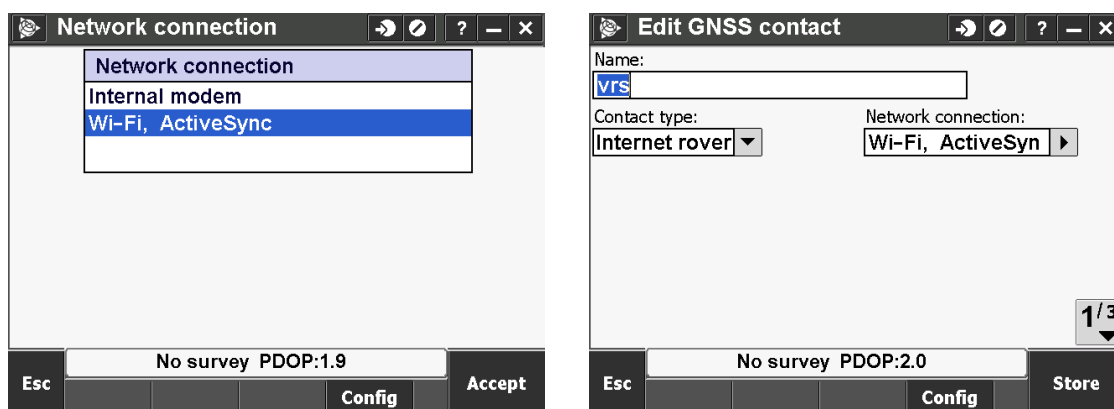 Network connection
? – ×
Network connection
Internal modem
Wi-Fi, ActiveSync
No survey PDOP:1.9
Esc
Config
Accept
Edit GNSS contact
? – ×
Name:
vrs
Contact type:
Network connection:
Internet rover
Wi-Fi, ActiveSyn
1/3
No survey PDOP:2.0
Esc
Config
Store